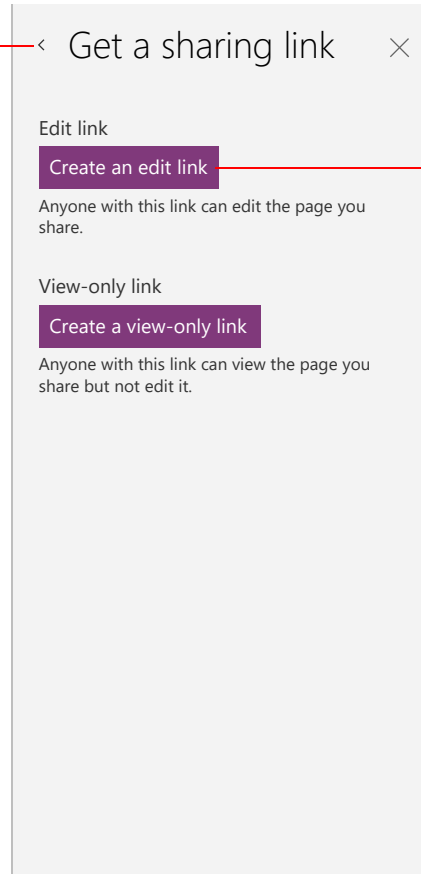 Get a sharing link
Edit link
Create an edit link
Anyone with this link can edit the page you
share.
View-only link
Create a view-only link
Anyone with this link can view the page you
share but not edit it.